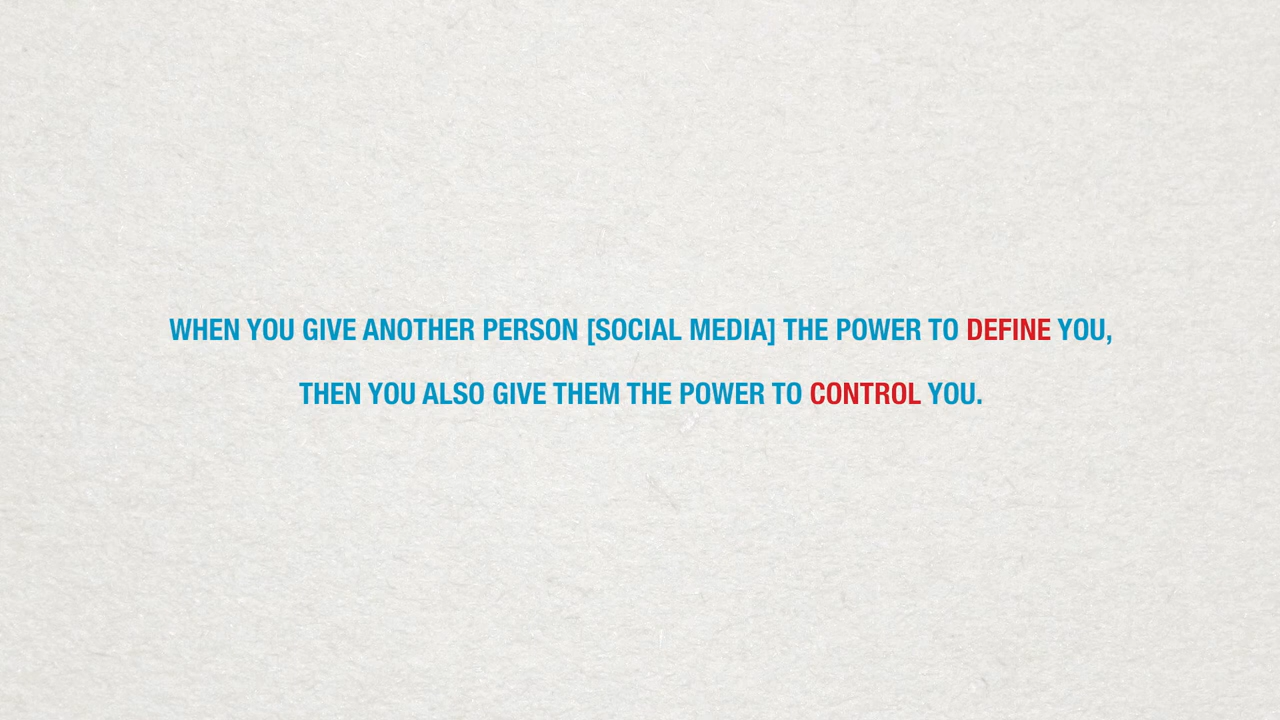 WHEN YOU GIVE ANOTHER PERSON [SOCIAL MEDIA] THE POWER TO DEFINE YOU,
THEN YOU ALSO GIVE THEM THE POWER TO CONTROL YOU.